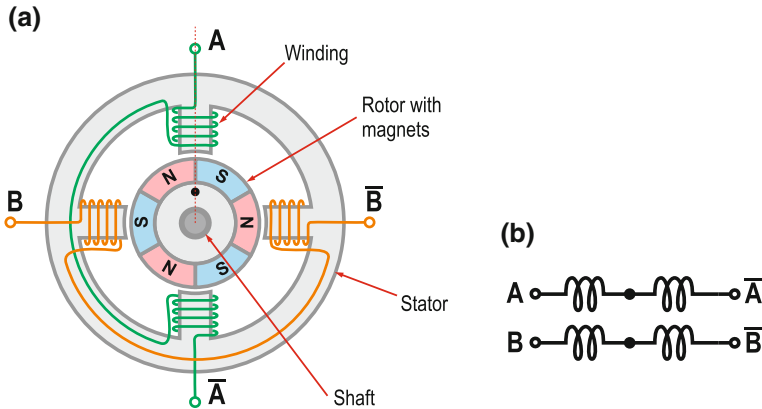 (a)
A
Winding
Rotor with
magnets
N
S
B
S
N
B̅
N
S
(b)
A
A̅
Stator
B
B̅
A̅
Shaft